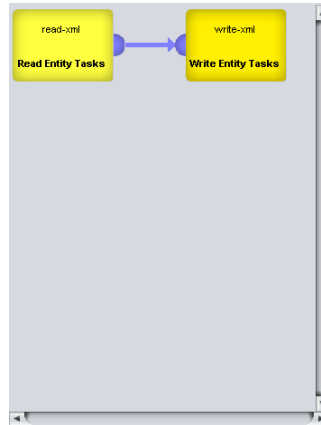 read-xml
Read Entity Tasks
write-xml
Write Entity Tasks